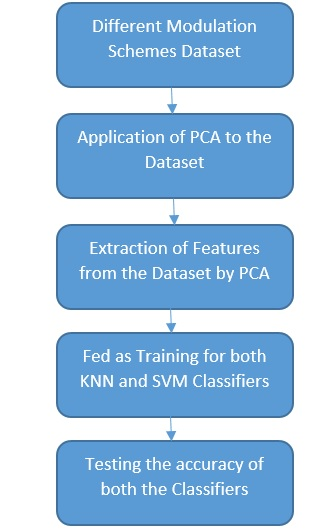 Different Modulation
Schemes Dataset
Application of PCA to the
Dataset
Extraction of Features
from the Dataset by PCA
Fed as Training for both
KNN and SVM Classifiers
Testing the accuracy of
both the Classifiers